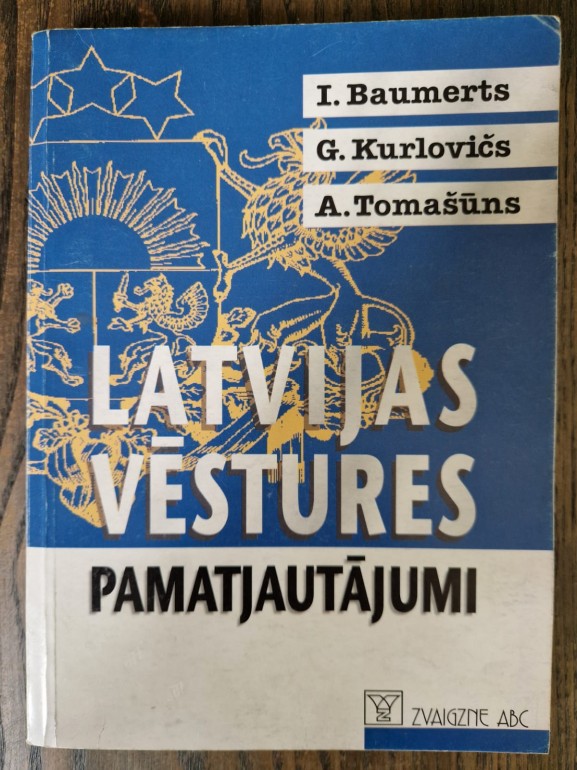 I. Baumerts
G. Kurlovičs
A. Tomašūns
LATVIJAS
VĒSTURES
PAMATJAUTĀJUMI
ZVAIGZNE ABC